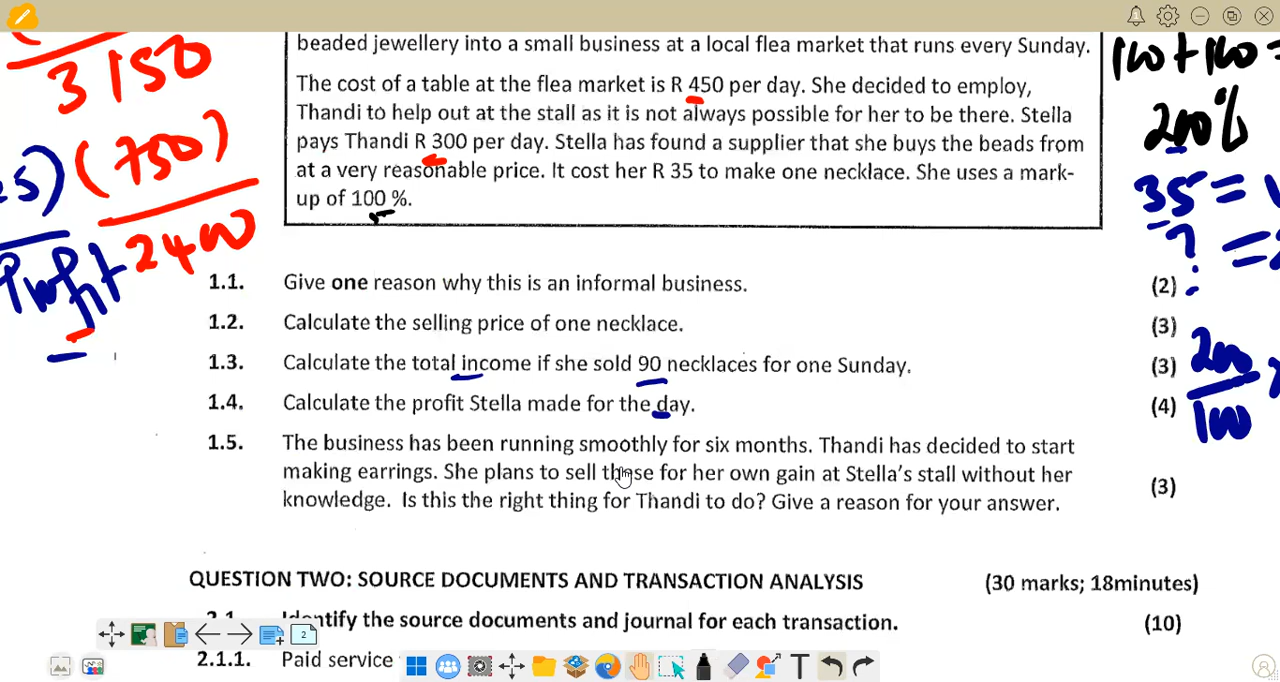 beaded jewellery into a small business at a local flea market that runs every Sunday.
The cost of a table at the flea market is R 450 per day. She decided to employ,
Thandi to help out at the stall as it is not always possible for her to be there. Stella
pays Thandi R 300 per day. Stella has found a supplier that she buys the beads from
at a very reasonable price. It cost her R 35 to make one necklace. She uses a mark-
up of 100 %.
3150
(750)
2400
Profit
200%
35 =
? =
200
100
1.1. Give one reason why this is an informal business. (2)
1.2. Calculate the selling price of one necklace. (3)
1.3. Calculate the total income if she sold 90 necklaces for one Sunday. (3)
1.4. Calculate the profit Stella made for the day. (4)
1.5. The business has been running smoothly for six months. Thandi has decided to start
making earrings. She plans to sell these for her own gain at Stella's stall without her
knowledge. Is this the right thing for Thandi to do? Give a reason for your answer. (3)
QUESTION TWO: SOURCE DOCUMENTS AND TRANSACTION ANALYSIS (30 marks; 18minutes)
2.1 Identify the source documents and journal for each transaction. (10)
2.1.1. Paid service
2